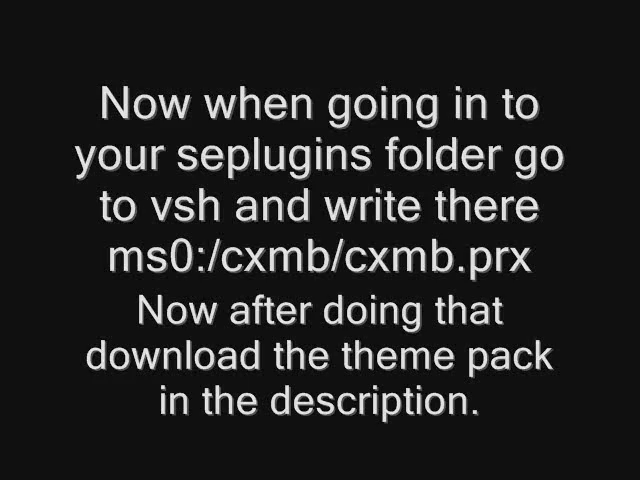 Now when going in to
your seplugins folder go
to vsh and write there
ms0:/cxmb/cxmb.prx
Now after doing that
download the theme pack
in the description.